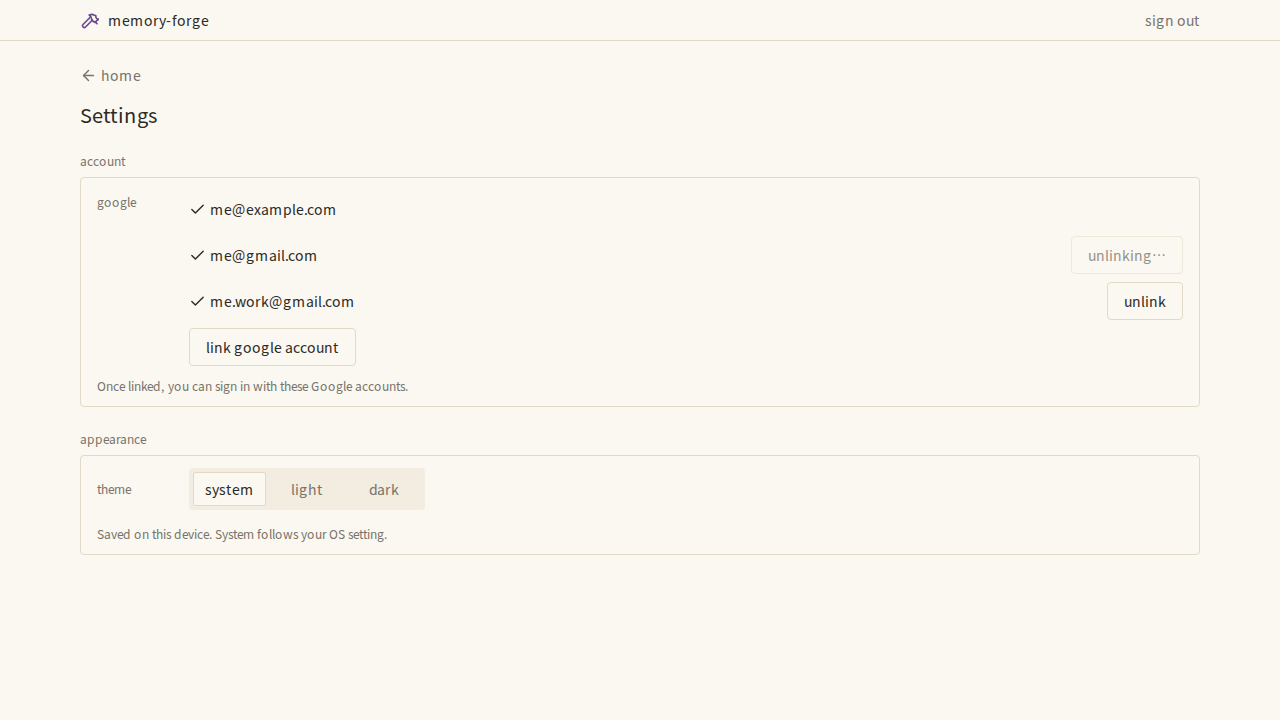 memory-forge
sign out
home
Settings
account
google
me@example.com
me@gmail.com
unlinking…
me.work@gmail.com
unlink
link google account
Once linked, you can sign in with these Google accounts.
appearance
theme
system
light
dark
Saved on this device. System follows your OS setting.